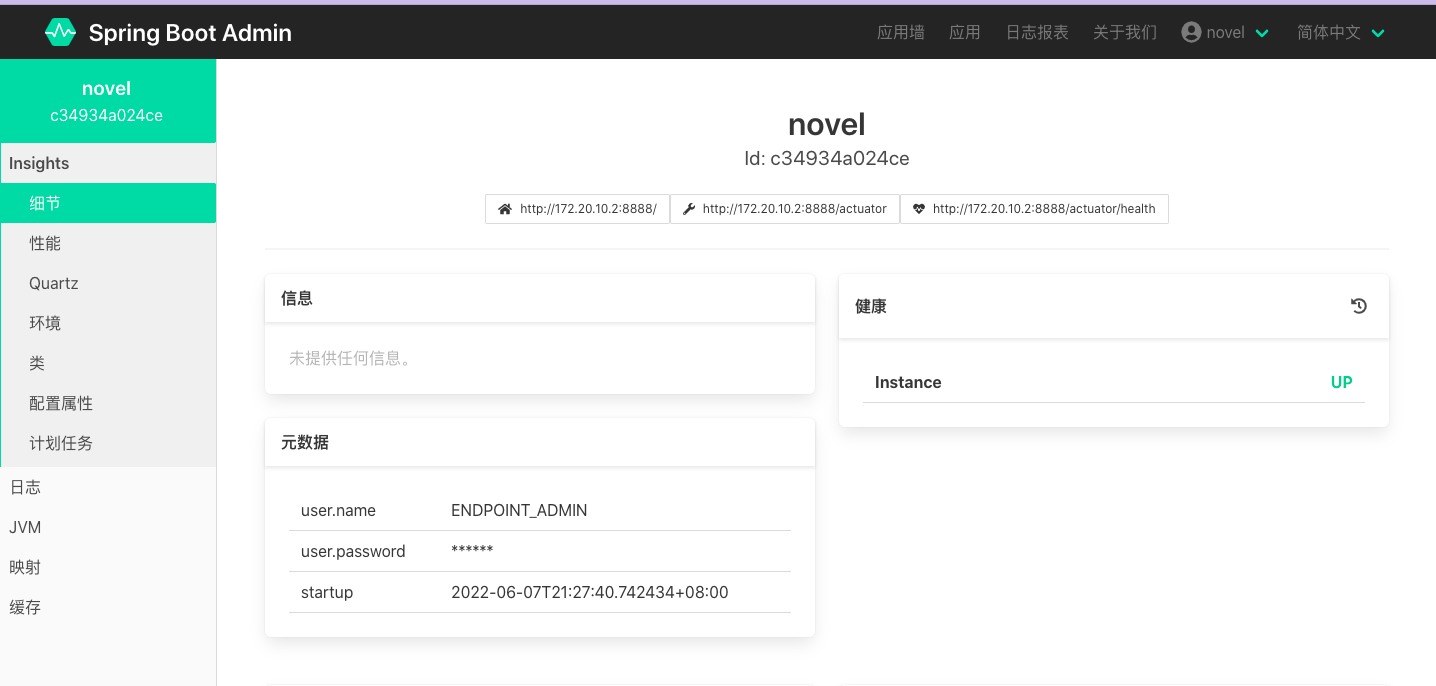 Spring Boot Admin
应用墙 应用 日志报表 关于我们 novel 简体中文
novel
c34934a024ce
Insights
细节
性能
Quartz
环境
类
配置属性
计划任务
日志
JVM
映射
缓存
novel
Id: c34934a024ce
http://172.20.10.2:8888/ http://172.20.10.2:8888/actuator http://172.20.10.2:8888/actuator/health
信息
未提供任何信息。
元数据
user.name ENDPOINT_ADMIN
user.password ******
startup 2022-06-07T21:27:40.742434+08:00
健康
Instance UP